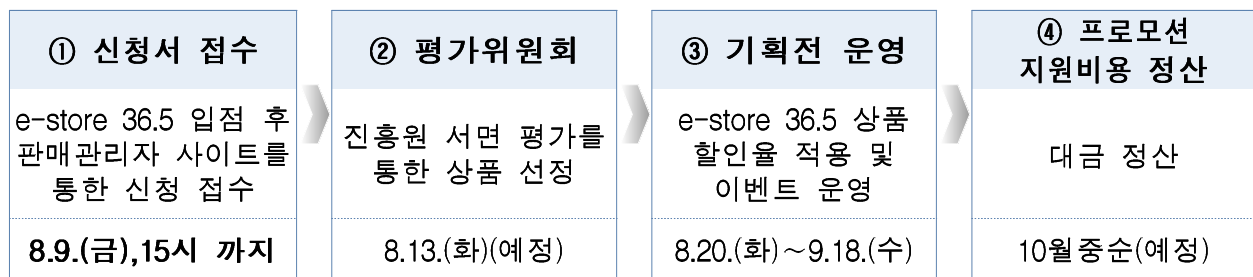 ① 신청서 접수
e-store 36.5 입점 후
판매관리자 사이트를
통한 신청 접수
8.9.(금),15시 까지
② 평가위원회
진흥원 서면 평가를
통한 상품 선정
8.13.(화)(예정)
③ 기획전 운영
e-store 36.5 상품
할인율 적용 및
이벤트 운영
8.20.(화)~9.18.(수)
④ 프로모션
지원비용 정산
대금 정산
10월중순(예정)